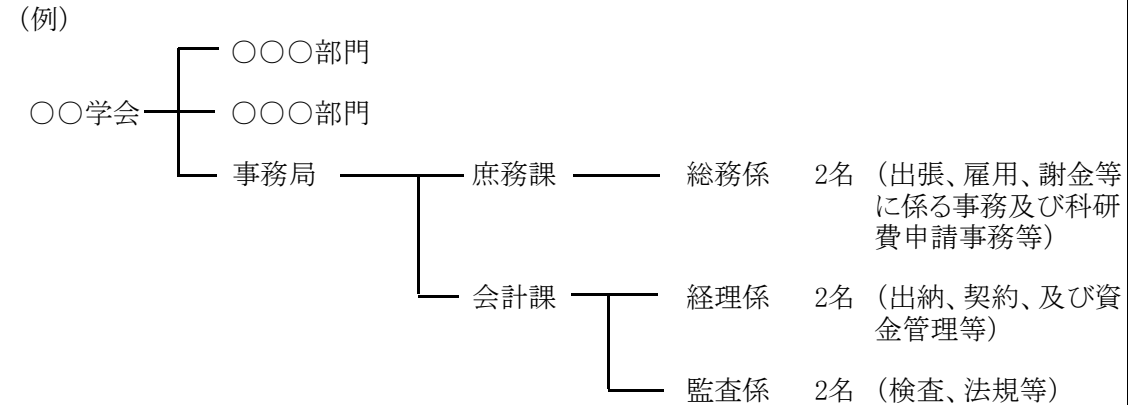 （例）
○○○部門
○○学会 ○○○部門
事務局 庶務課 総務係 2名 （出張、雇用、謝金等
に係る事務及び科研
費申請事務等）
会計課 経理係 2名 （出納、契約、及び資
金管理等）
監査係 2名 （検査、法規等）